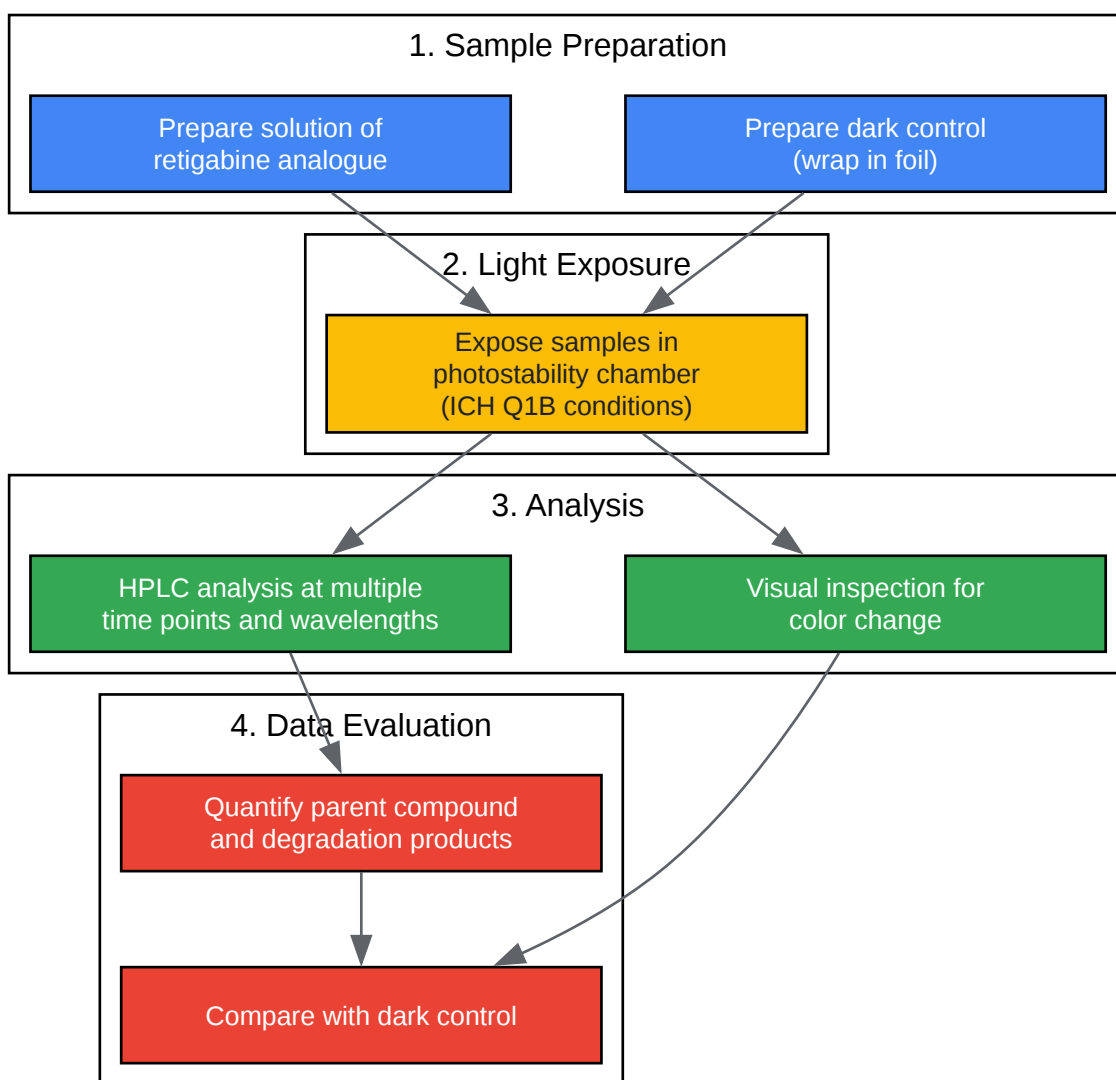 1. Sample Preparation
Prepare solution of
retigabine analogue
Prepare dark control
(wrap in foil)
2. Light Exposure
Expose samples in
photostability chamber
(ICH Q1B conditions)
3. Analysis
HPLC analysis at multiple
time points and wavelengths
Visual inspection for
color change
4. Data Evaluation
Quantify parent compound
and degradation products
Compare with dark control